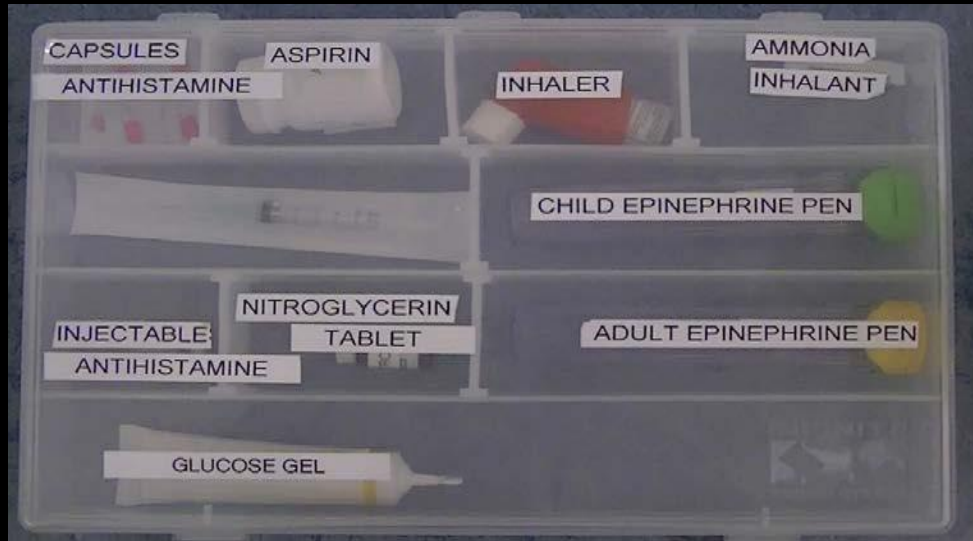 CAPSULES
ANTIHISTAMINE
ASPIRIN
INHALER
AMMONIA
INHALANT
CHILD EPINEPHRINE PEN
INJECTABLE
ANTIHISTAMINE
NITROGLYCERIN
TABLET
ADULT EPINEPHRINE PEN
GLUCOSE GEL